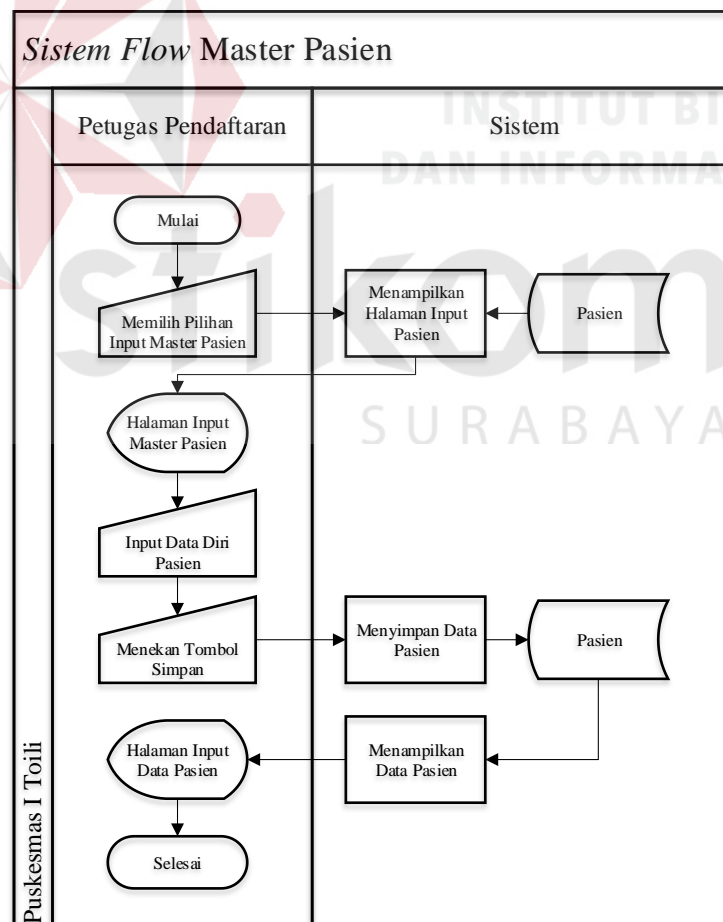 Sistem Flow Master Pasien
Petugas Pendaftaran
Sistem
INSTITUT BI
DAN INFORMA
stikom
SURABAYA
Mulai
Memilih Pilihan
Input Master Pasien
Menampilkan
Halaman Input
Pasien
Pasien
Halaman Input
Master Pasien
Input Data Diri
Pasien
Menekan Tombol
Simpan
Menyimpan Data
Pasien
Pasien
Halaman Input
Data Pasien
Menampilkan
Data Pasien
Selesai
Puskesmas I Toili